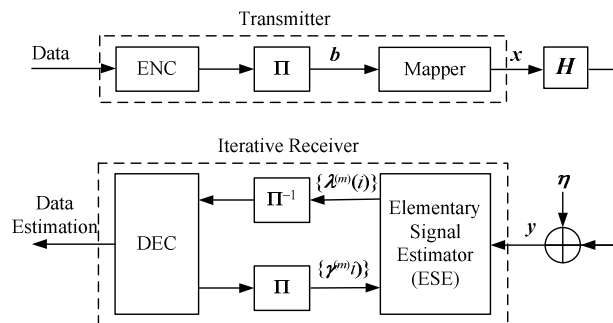 Transmitter
Data
ENC
Π
b
Mapper
x
H
Iterative Receiver
Data
Estimation
DEC
Π⁻¹
{λ⁽ᵐ⁾(i)}
Π
{γ⁽ᵐ⁾i)}
Elementary
Signal
Estimator
(ESE)
y
η